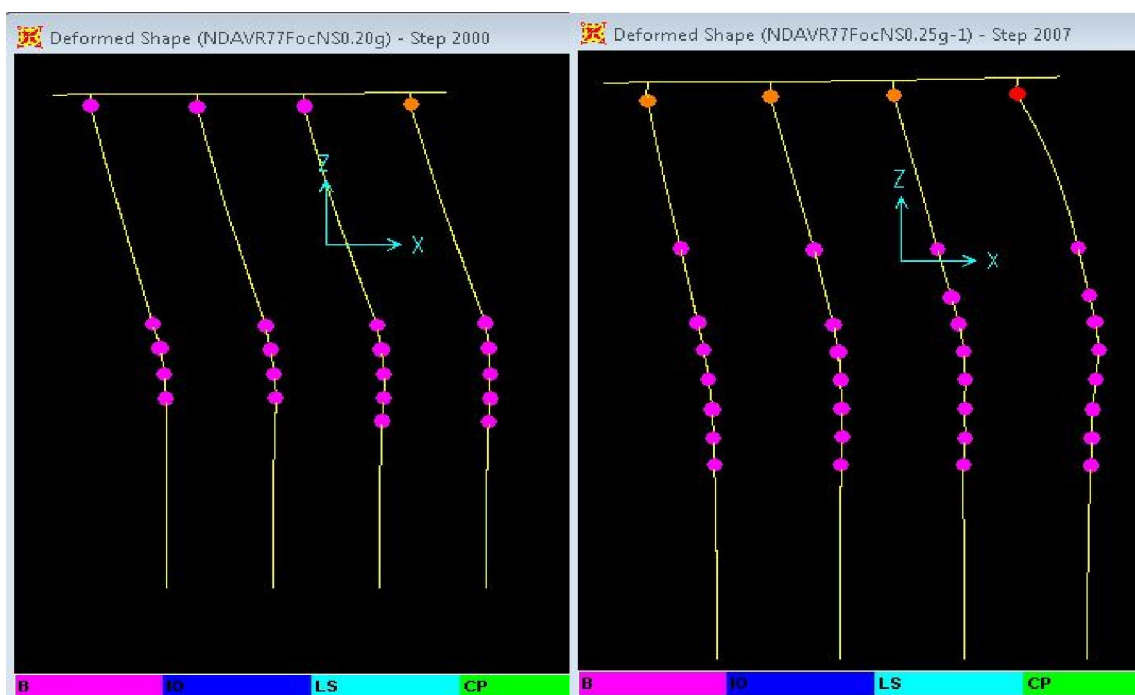 Deformed Shape (NDAVR77FocNS0.20g) - Step 2000
Z
X
B IO LS CP
Deformed Shape (NDAVR77FocNS0.25g-1) - Step 2007
Z
X
B IO LS CP